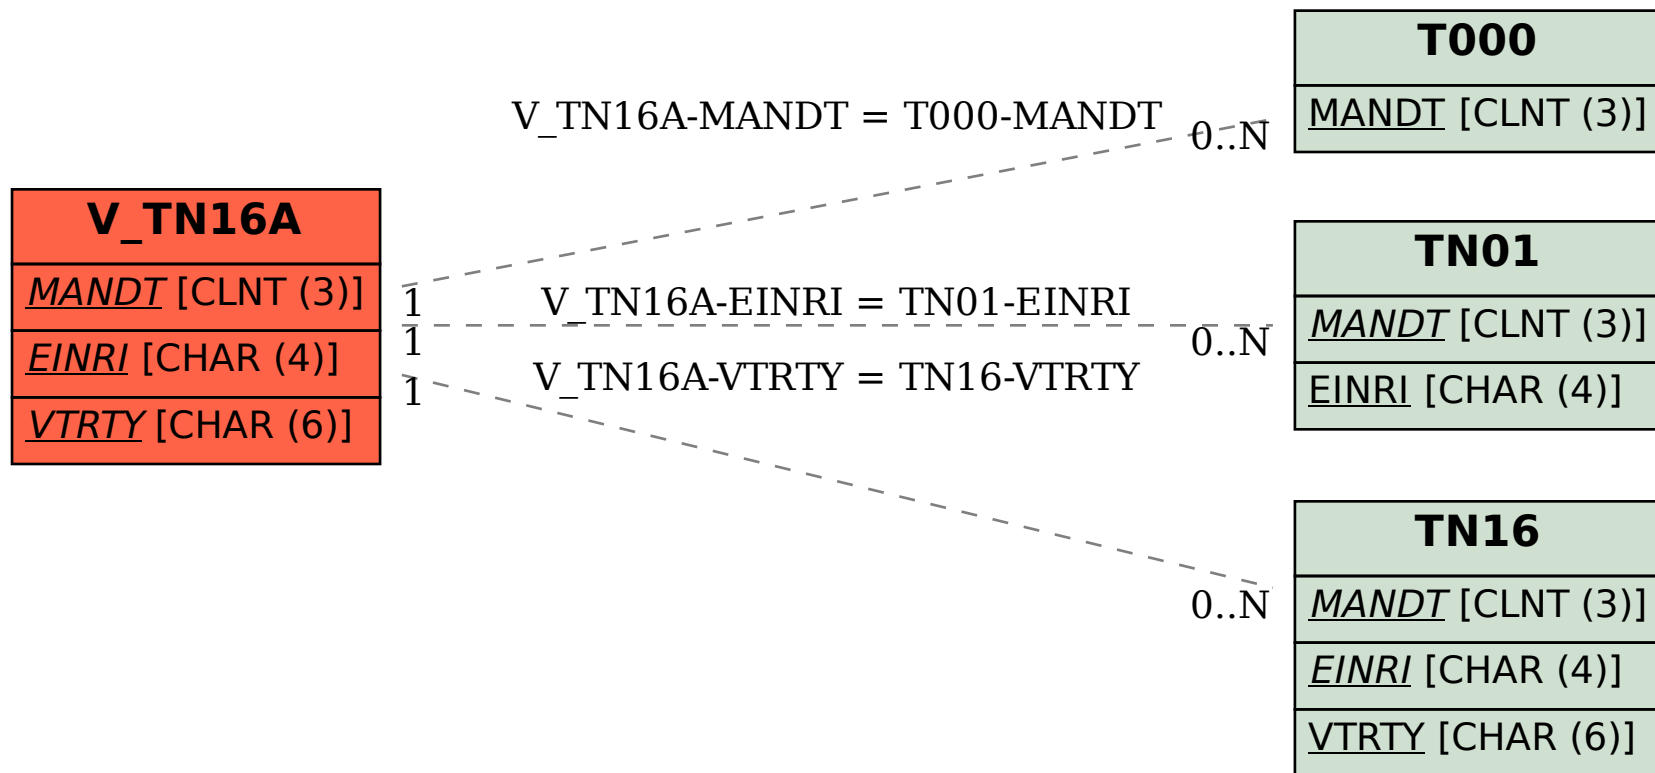 T000
MANDT [CLNT (3)]
V_TN16A-MANDT = T000-MANDT
0..N
V_TN16A
MANDT [CLNT (3)]
EINRI [CHAR (4)]
VTRTY [CHAR (6)]
1
V_TN16A-EINRI = TN01-EINRI
1
0..N
V_TN16A-VTRTY = TN16-VTRTY
1
TN01
MANDT [CLNT (3)]
EINRI [CHAR (4)]
0..N
TN16
MANDT [CLNT (3)]
EINRI [CHAR (4)]
VTRTY [CHAR (6)]